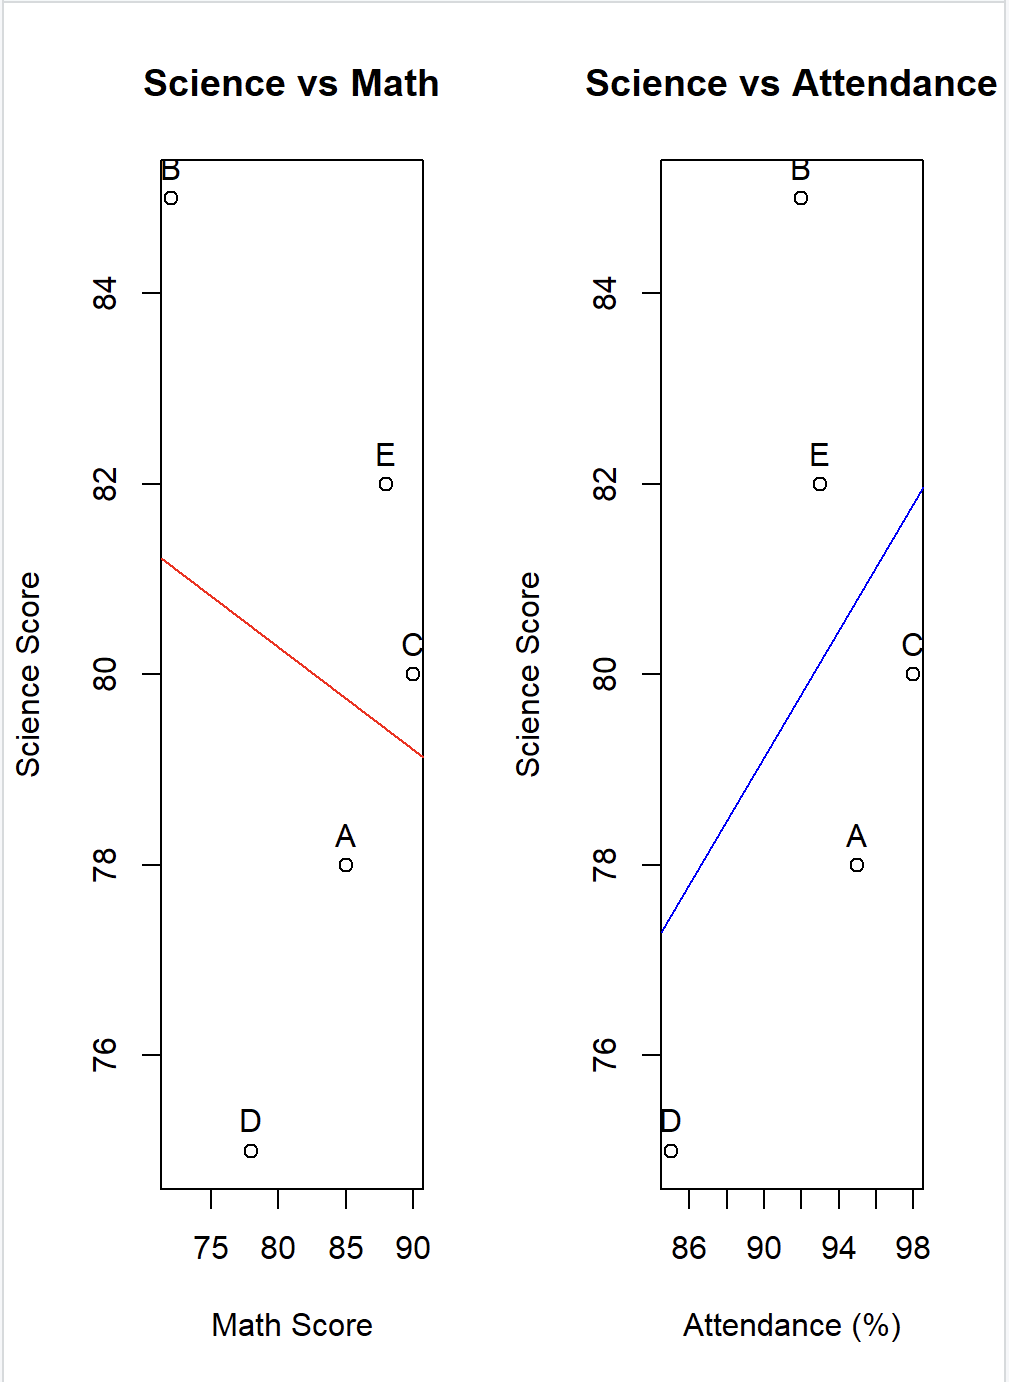 Science vs Math
B
E
C
A
D
84
82
80
78
76
Science Score
75 80 85 90
Math Score
Science vs Attendance
B
E
C
A
D
84
82
80
78
76
Science Score
86 90 94 98
Attendance (%)